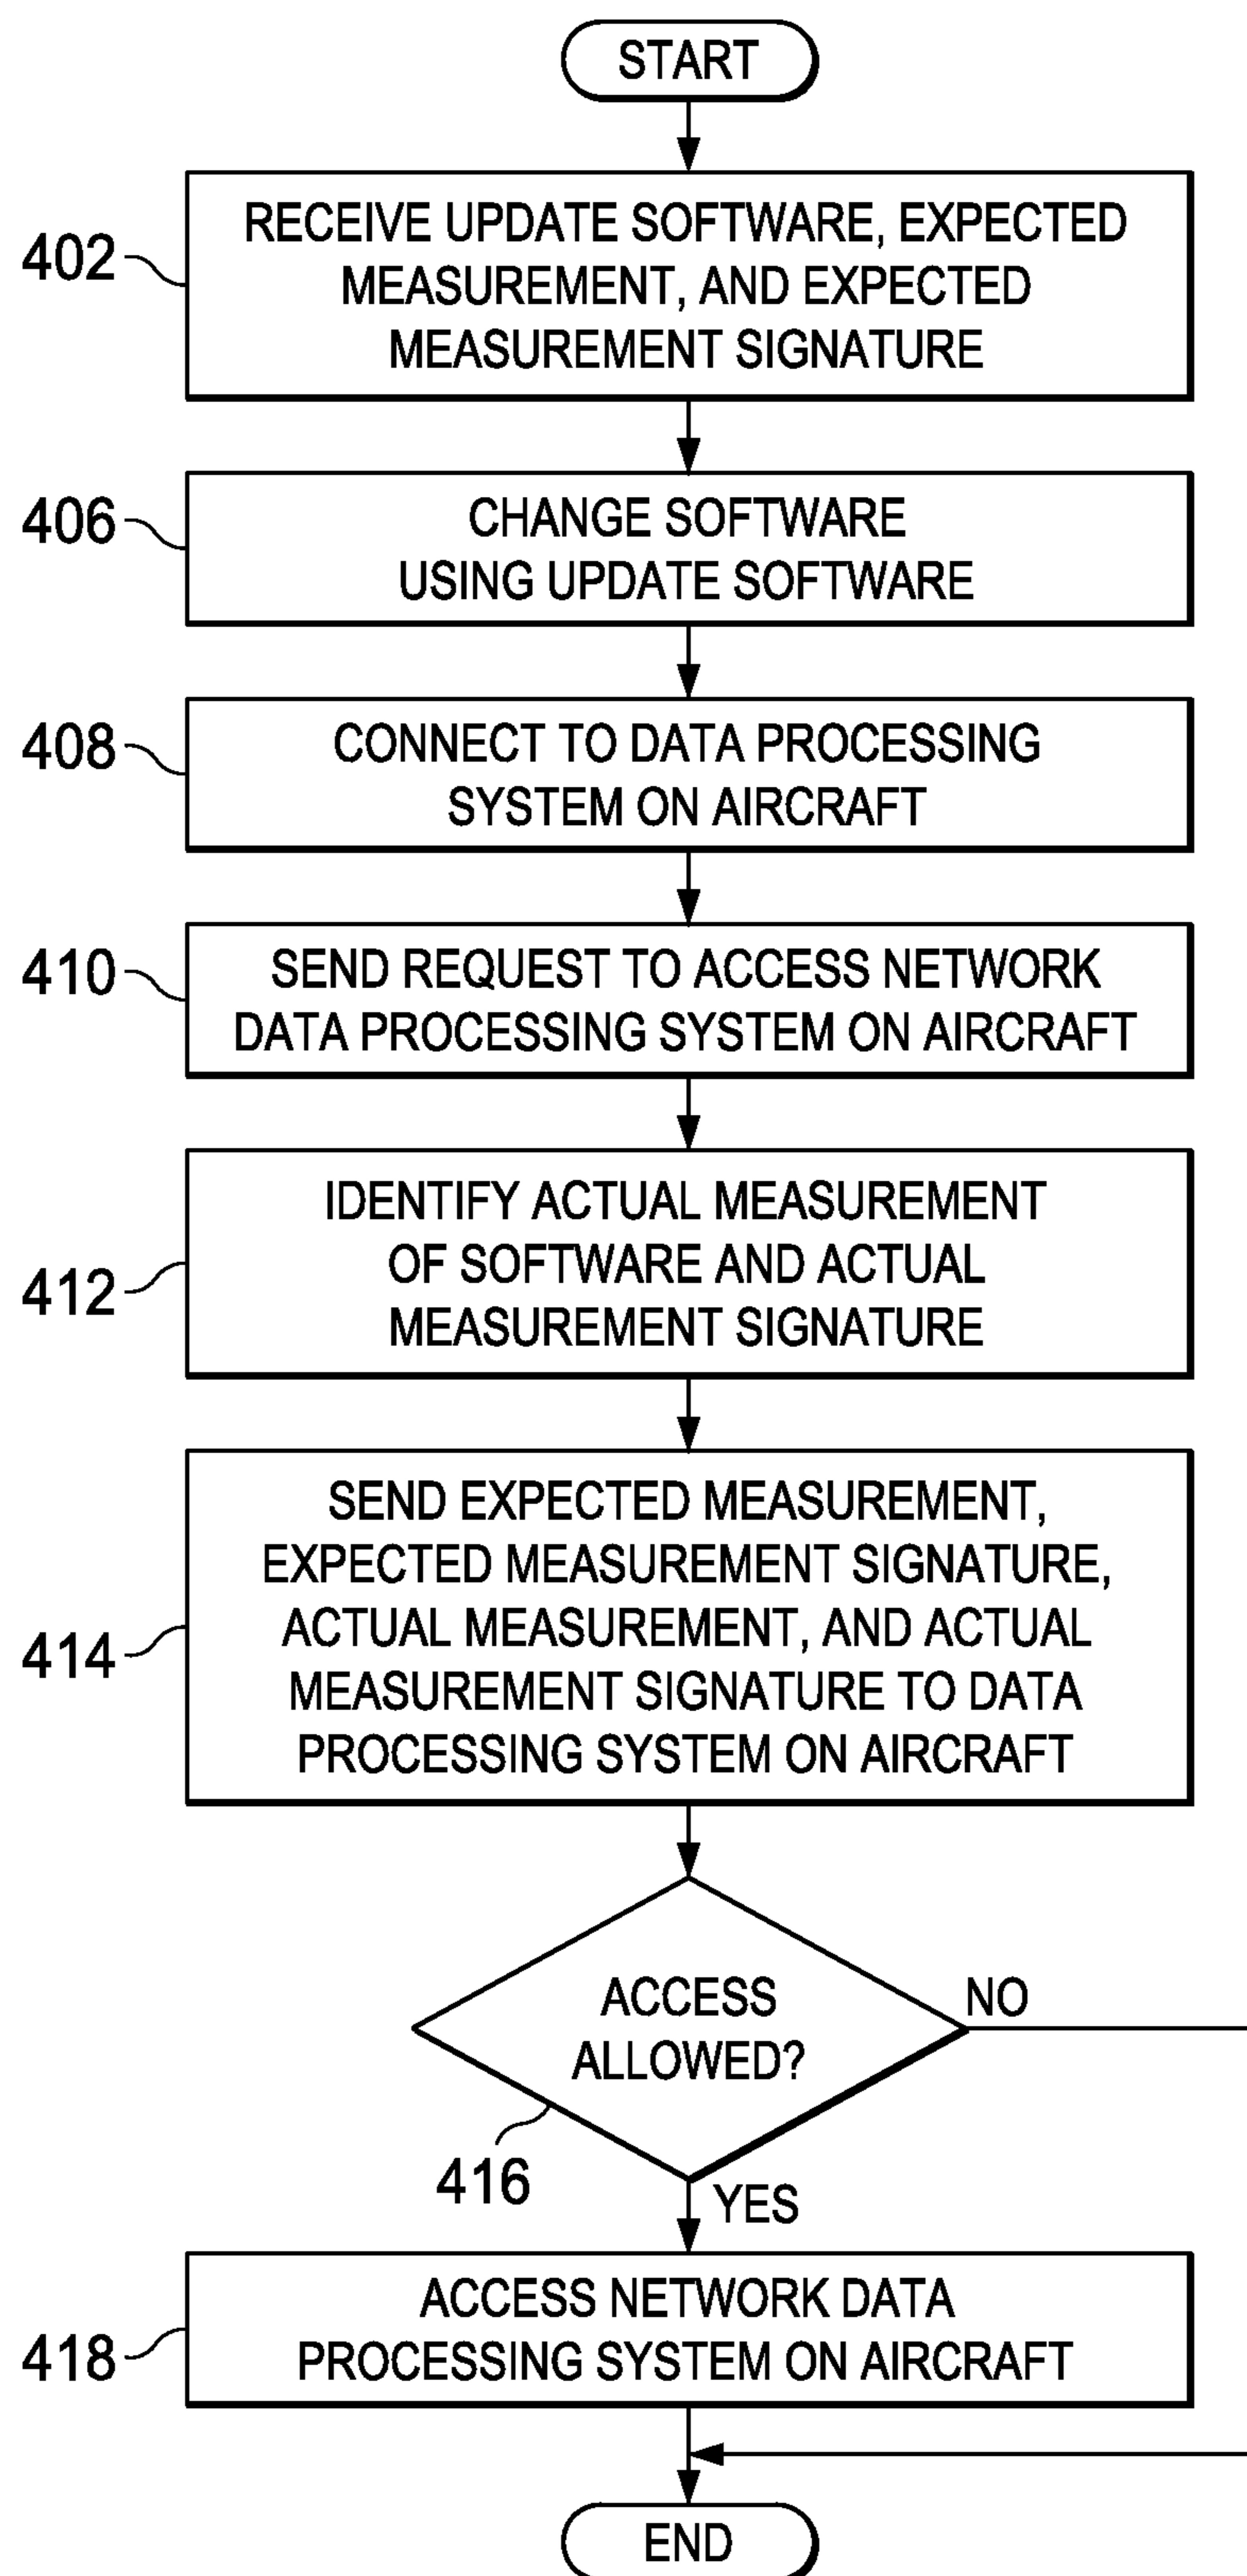 START
402
RECEIVE UPDATE SOFTWARE, EXPECTED
MEASUREMENT, AND EXPECTED
MEASUREMENT SIGNATURE
406
CHANGE SOFTWARE
USING UPDATE SOFTWARE
408
CONNECT TO DATA PROCESSING
SYSTEM ON AIRCRAFT
410
SEND REQUEST TO ACCESS NETWORK
DATA PROCESSING SYSTEM ON AIRCRAFT
412
IDENTIFY ACTUAL MEASUREMENT
OF SOFTWARE AND ACTUAL
MEASUREMENT SIGNATURE
414
SEND EXPECTED MEASUREMENT,
EXPECTED MEASUREMENT SIGNATURE,
ACTUAL MEASUREMENT, AND ACTUAL
MEASUREMENT SIGNATURE TO DATA
PROCESSING SYSTEM ON AIRCRAFT
ACCESS
ALLOWED?
NO
416
YES
418
ACCESS NETWORK DATA
PROCESSING SYSTEM ON AIRCRAFT
END